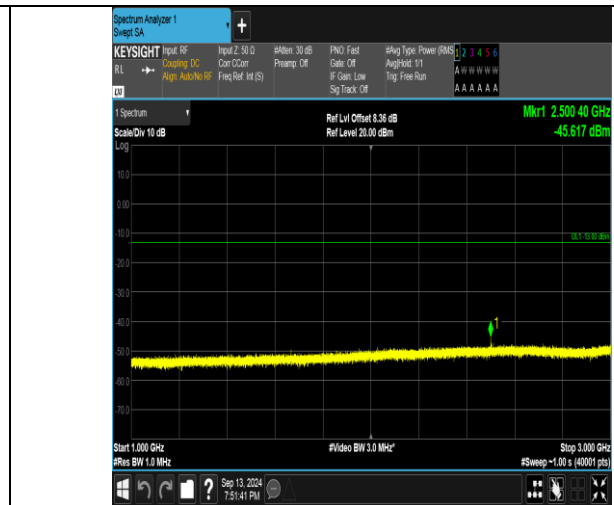 Spectrum Analyzer 1
Swept SA
+
KEYSIGHT
RL
Input: RF
Coupling: DC
Align: Auto/No RF
Input Z: 50 Ω
Corr CCorr
Freq Ref: Int (S)
#Atten: 30 dB
Preamp: Off
PNO: Fast
Gate: Off
IF Gain: Low
Sig Track: Off
#Avg Type: Power (RMS
Avg|Hold: 1/1
Trig: Free Run
1 2 3 4 5 6
A W W W W W
A A A A A A
1 Spectrum
Scale/Div 10 dB
Log
Ref Lvl Offset 8.36 dB
Ref Level 20.00 dBm
Mkr1 2.500 40 GHz
-45.617 dBm
10.0
0.00
-10.0
DL1 -13.00 dBm
-20.0
-30.0
-40.0
1
-50.0
-60.0
-70.0
Start 1.000 GHz
#Res BW 1.0 MHz
#Video BW 3.0 MHz*
Stop 3.000 GHz
#Sweep ~1.00 s (40001 pts)
?
Sep 13, 2024
7:51:41 PM